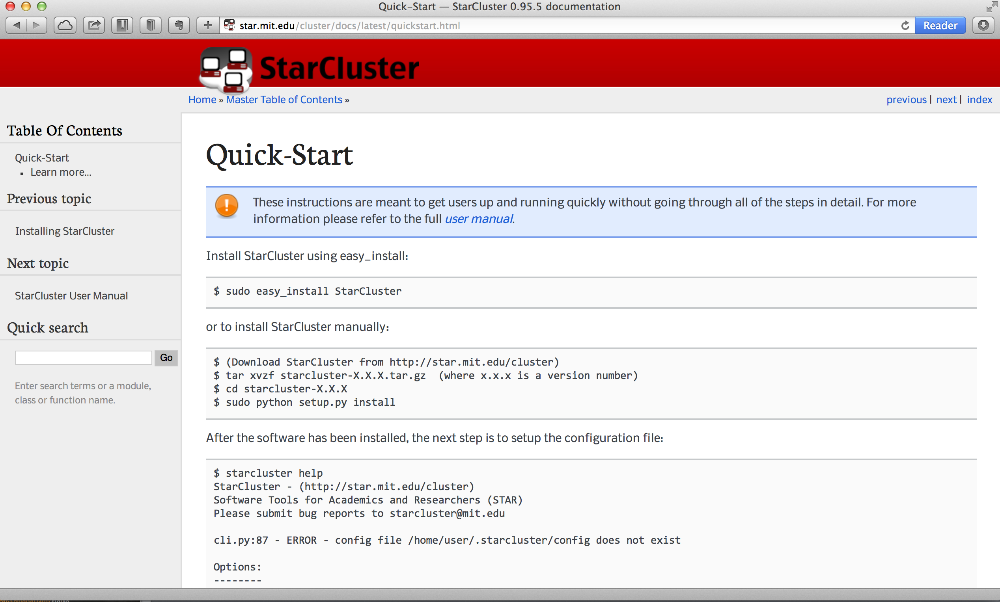 Quick-Start — StarCluster 0.95.5 documentation
star.mit.edu/cluster/docs/latest/quickstart.html
Reader
StarCluster
Home » Master Table of Contents »
previous | next | index
Table Of Contents
Quick-Start
Learn more...
Previous topic
Installing StarCluster
Next topic
StarCluster User Manual
Quick search
Go
Enter search terms or a module,
class or function name.
Quick-Start
These instructions are meant to get users up and running quickly without going through all of the steps in detail. For more
information please refer to the full user manual.
Install StarCluster using easy_install:
$ sudo easy_install StarCluster
or to install StarCluster manually:
$ (Download StarCluster from http://star.mit.edu/cluster)
$ tar xvzf starcluster-X.X.X.tar.gz  (where x.x.x is a version number)
$ cd starcluster-X.X.X
$ sudo python setup.py install
After the software has been installed, the next step is to setup the configuration file:
$ starcluster help
StarCluster - (http://star.mit.edu/cluster)
Software Tools for Academics and Researchers (STAR)
Please submit bug reports to starcluster@mit.edu
cli.py:87 - ERROR - config file /home/user/.starcluster/config does not exist
Options:
--------